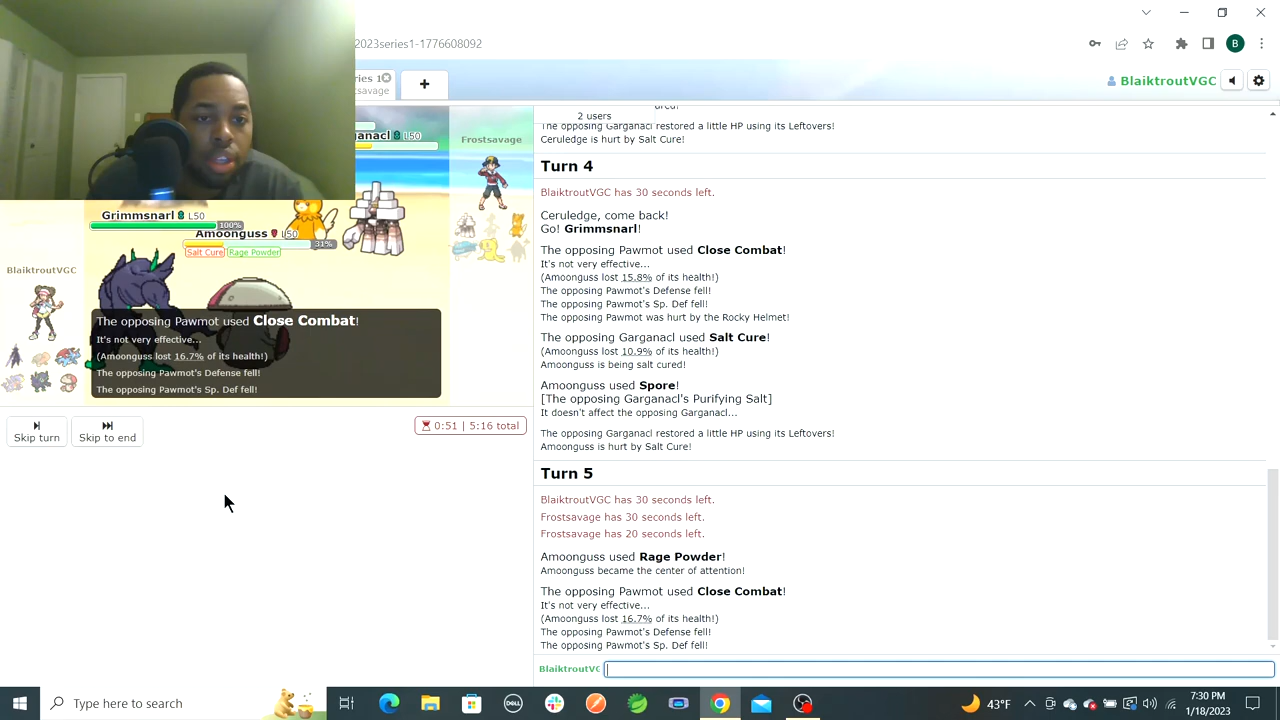 2023series1-1776608092
B
ries 1
tsavage
+
BlaiktroutVGC
2 users
The opposing Garganacl restored a little HP using its Leftovers!
Ceruledge is hurt by Salt Cure!
Turn 4
BlaiktroutVGC has 30 seconds left.
Ceruledge, come back!
Go! Grimmsnarl!
The opposing Pawmot used Close Combat!
It's not very effective...
(Amoonguss lost 15.8% of its health!)
The opposing Pawmot's Defense fell!
The opposing Pawmot's Sp. Def fell!
The opposing Pawmot was hurt by the Rocky Helmet!
The opposing Garganacl used Salt Cure!
(Amoonguss lost 10.9% of its health!)
Amoonguss is being salt cured!
Amoonguss used Spore!
[The opposing Garganacl's Purifying Salt]
It doesn't affect the opposing Garganacl...
The opposing Garganacl restored a little HP using its Leftovers!
Amoonguss is hurt by Salt Cure!
Turn 5
BlaiktroutVGC has 30 seconds left.
Frostsavage has 30 seconds left.
Frostsavage has 20 seconds left.
Amoonguss used Rage Powder!
Amoonguss became the center of attention!
The opposing Pawmot used Close Combat!
It's not very effective...
(Amoonguss lost 16.7% of its health!)
The opposing Pawmot's Defense fell!
The opposing Pawmot's Sp. Def fell!
BlaiktroutVG
anacl L50
Frostsavage
Grimmsnarl L50
100%
Amoonguss L50
31%
Salt Cure Rage Powder
BlaiktroutVGC
The opposing Pawmot used Close Combat!
It's not very effective...
(Amoonguss lost 16.7% of its health!)
The opposing Pawmot's Defense fell!
The opposing Pawmot's Sp. Def fell!
Skip turn
Skip to end
0:51 | 5:16 total
Type here to search
DELL
43°F
7:30 PM
1/18/2023